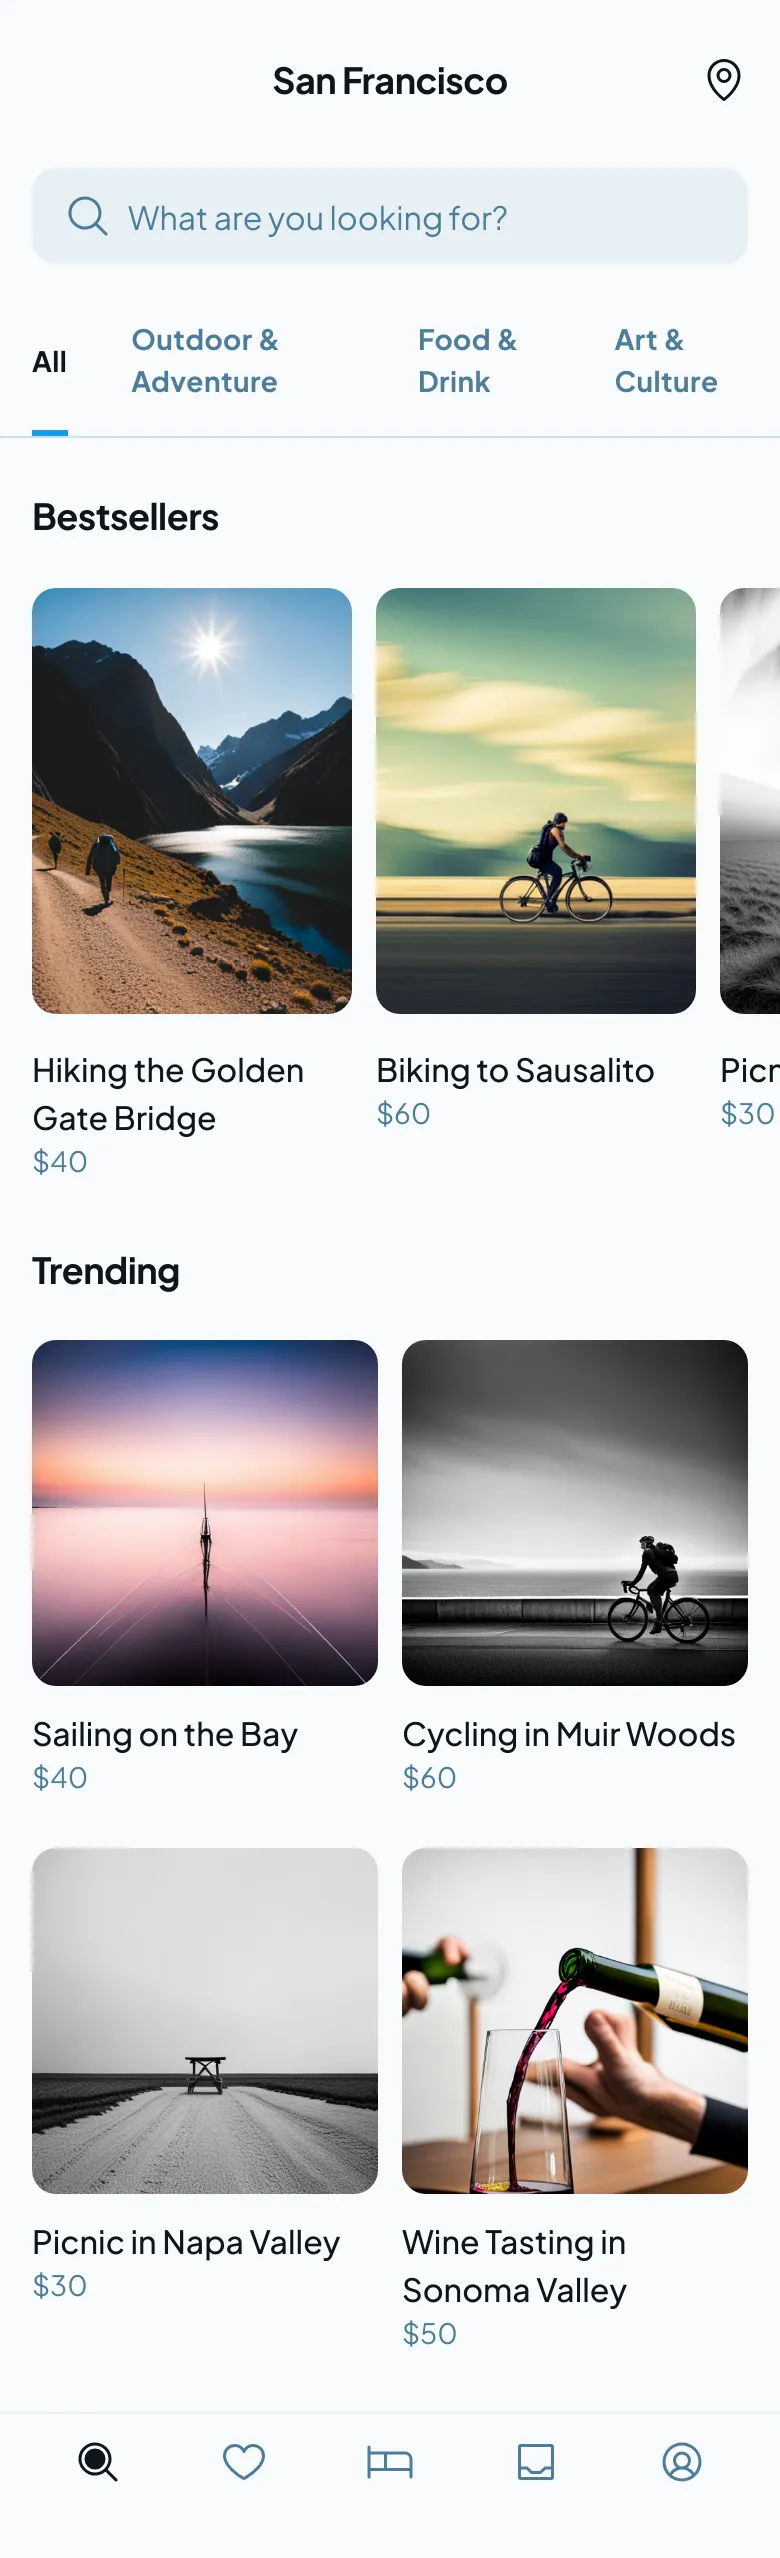 San Francisco
What are you looking for?
All
Outdoor &
Adventure
Food &
Drink
Art &
Culture
Bestsellers
Hiking the Golden
Gate Bridge
$40
Biking to Sausalito
$60
$30
Trending
Sailing on the Bay
$40
Cycling in Muir Woods
$60
Picnic in Napa Valley
$30
Wine Tasting in
Sonoma Valley
$50